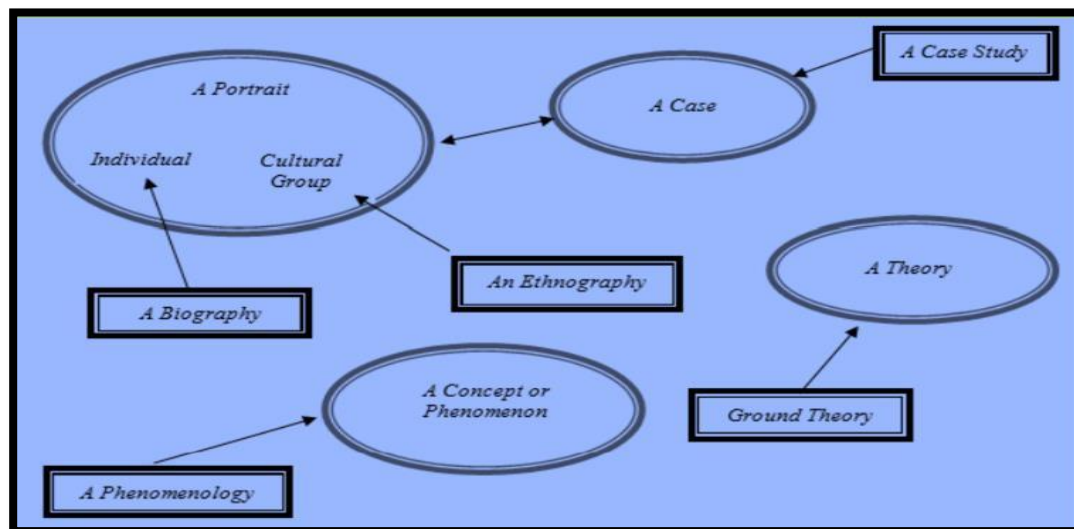 A Case Study
A Portrait
A Case
Individual
Cultural
Group
A Theory
An Ethnography
A Biography
A Concept or
Phenomenon
Ground Theory
A Phenomenology